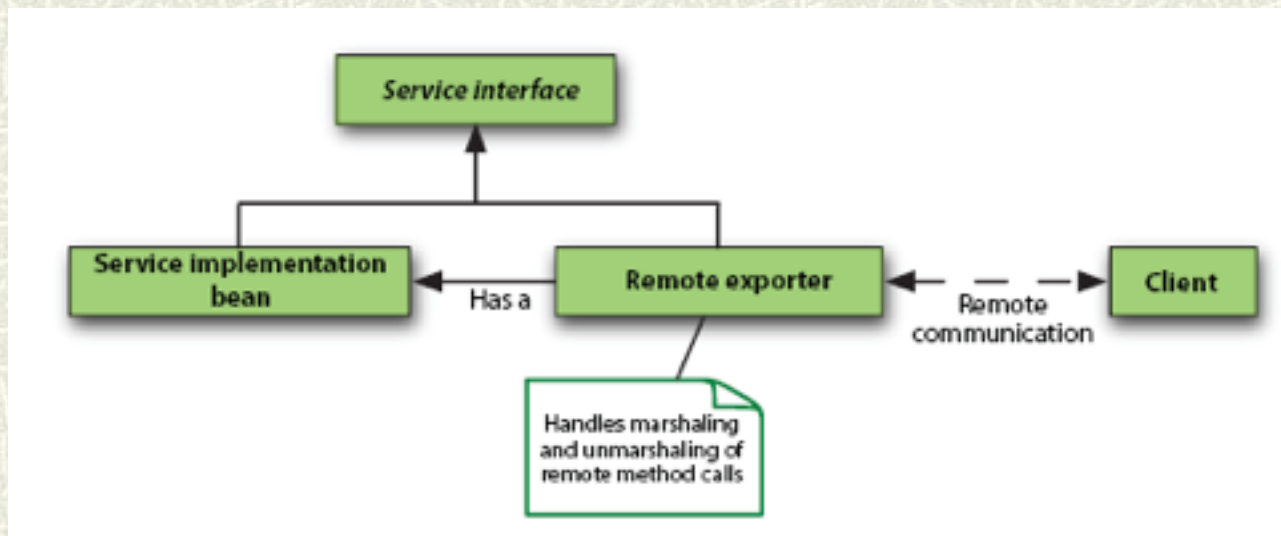 Service interface
Service implementation
bean
Has a
Remote exporter
Remote
communication
Client
Handles marshaling
and unmarshaling of
remote method calls